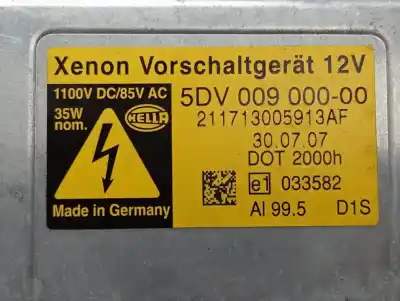 Xenon Vorschaltgerät 12V
1100V DC/85V AC
35W
nom.
HELLA
Made in Germany
5DV 009 000-00
211713005913AF
30.07.07
DOT 2000h
e1 033582
Al 99.5 D1S